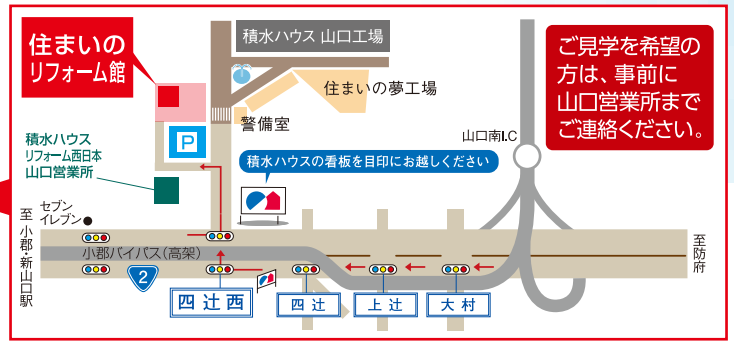 住まいの
リフォーム館
積水ハウス 山口工場
ご見学を希望の
方は、事前に
山口営業所まで
ご連絡ください。
住まいの夢工場
警備室
P
山口南I.C
積水ハウス
リフォーム西日本
山口営業所
積水ハウスの看板を目印にお越しください
セブン
イレブン
至 小郡・新山口駅
小郡バイパス(高架)
至防府
2
四辻西
四辻
上辻
大村